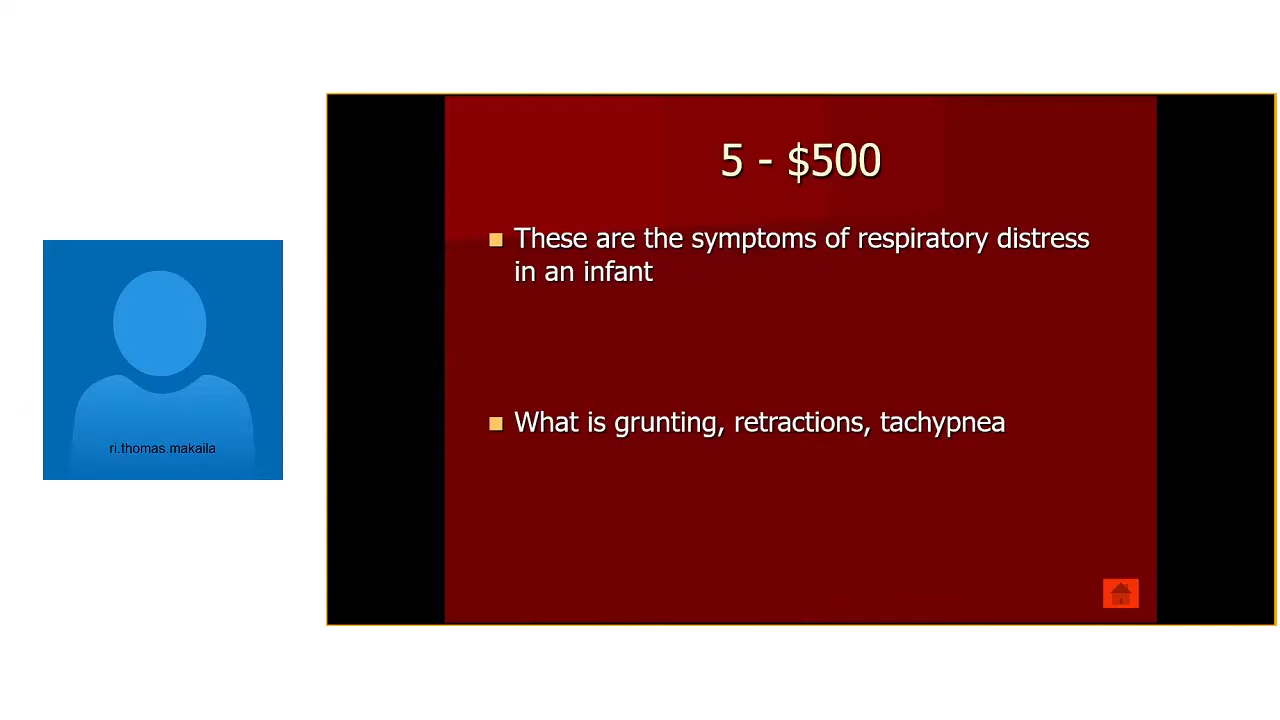 5 - $500
These are the symptoms of respiratory distress
in an infant
What is grunting, retractions, tachypnea
ri.thomas.makaila